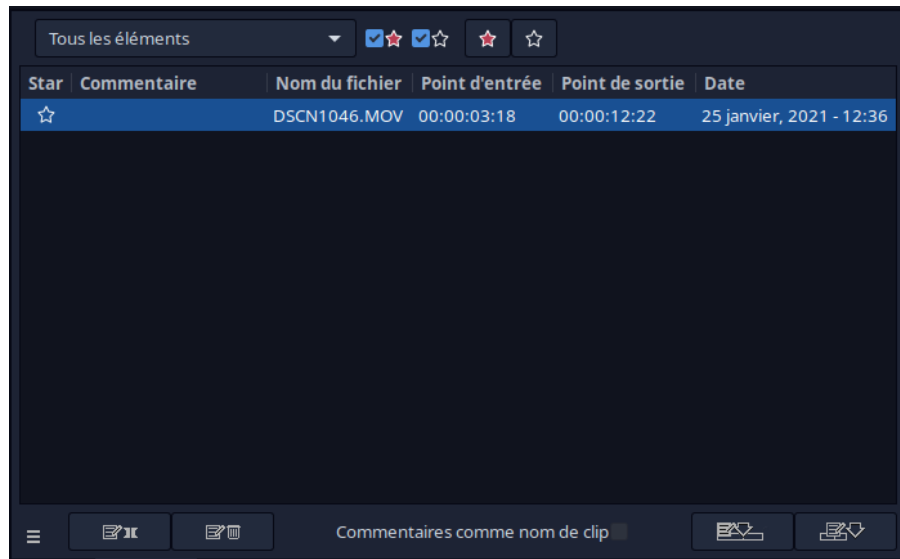 Tous les éléments
Star Commentaire Nom du fichier Point d'entrée Point de sortie Date
DSCN1046.MOV 00:00:03:18 00:00:12:22 25 janvier, 2021 - 12:36
Commentaires comme nom de clip